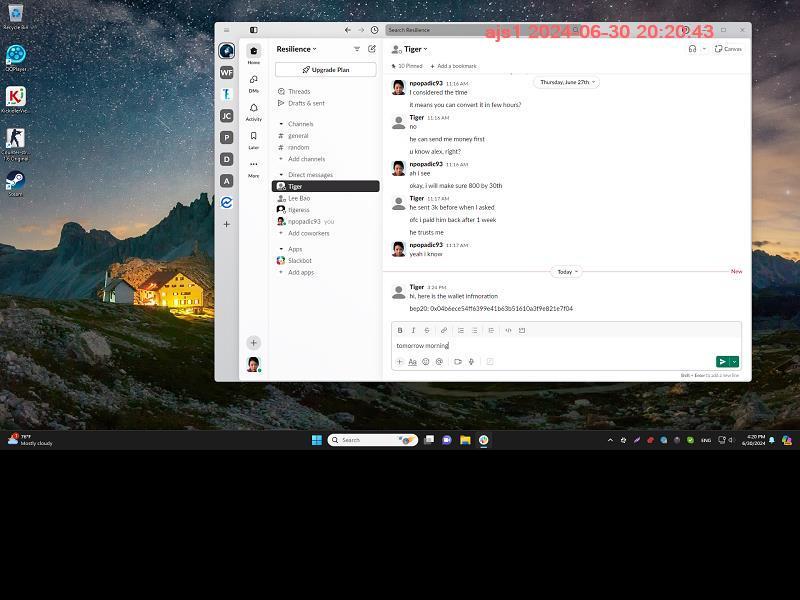 ajs1 2024-06-30 20:20:43
Search Resilience
Recycle Bin
QQPlayer
Counter-str...
1.6 Original
Steam
WF
JC
P
D
A
Home
DMs
Activity
Later
More
Resilience
Upgrade Plan
Threads
Drafts & sent
Channels
# general
# random
+ Add channels
Direct messages
Tiger
Lee Bao
tigeress
npopadic93 you
+ Add coworkers
Apps
Slackbot
+ Add apps
Tiger
Canvas
10 Pinned + Add a bookmark
Thursday, June 27th
npopadic93 11:16 AM
I considered the time
it means you can convert it in few hours?
Tiger 11:16 AM
no
he can send me money first
u know alex, right?
npopadic93 11:16 AM
ah i see
okay, i will make sure 800 by 30th
Tiger 11:17 AM
he sent 3k before when I asked
ofc i paid him back after 1 week
he trusts me
npopadic93 11:17 AM
yeah i know
Today
New
Tiger 3:24 PM
hi, here is the wallet infmoration
bep20: 0x04b6ece54ff6399e41b63b51610a3f9e821e7f04
B I S
tomorrow morning
Aa
Shift + Enter to add a new line
76°F
Mostly cloudy
Search
ENG
4:20 PM
6/30/2024